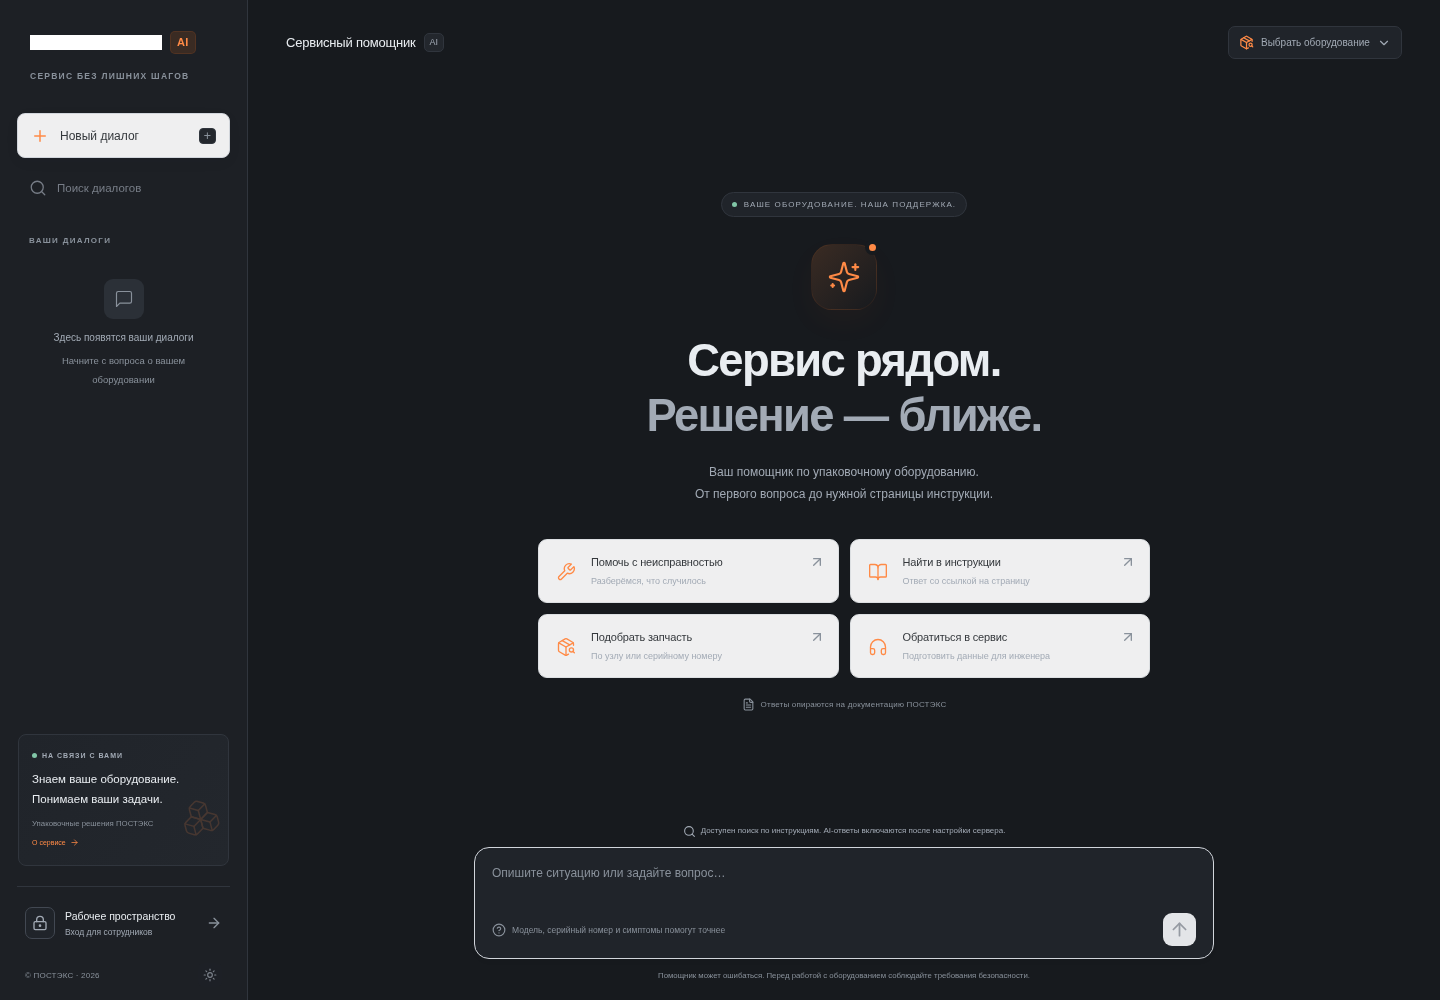 AI
СЕРВИС БЕЗ ЛИШНИХ ШАГОВ
Новый диалог
+
Поиск диалогов
ВАШИ ДИАЛОГИ
Здесь появятся ваши диалоги
Начните с вопроса о вашем
оборудовании
НА СВЯЗИ С ВАМИ
Знаем ваше оборудование.
Понимаем ваши задачи.
Упаковочные решения ПОСТЭКС
О сервисе
Рабочее пространство
Вход для сотрудников
© ПОСТЭКС · 2026
Сервисный помощник AI
Выбрать оборудование
ВАШЕ ОБОРУДОВАНИЕ. НАША ПОДДЕРЖКА.
Сервис рядом.
Решение — ближе.
Ваш помощник по упаковочному оборудованию.
От первого вопроса до нужной страницы инструкции.
Помочь с неисправностью
Разберёмся, что случилось
Найти в инструкции
Ответ со ссылкой на страницу
Подобрать запчасть
По узлу или серийному номеру
Обратиться в сервис
Подготовить данные для инженера
Ответы опираются на документацию ПОСТЭКС
Доступен поиск по инструкциям. AI-ответы включаются после настройки сервера.
Опишите ситуацию или задайте вопрос…
Модель, серийный номер и симптомы помогут точнее
Помощник может ошибаться. Перед работой с оборудованием соблюдайте требования безопасности.